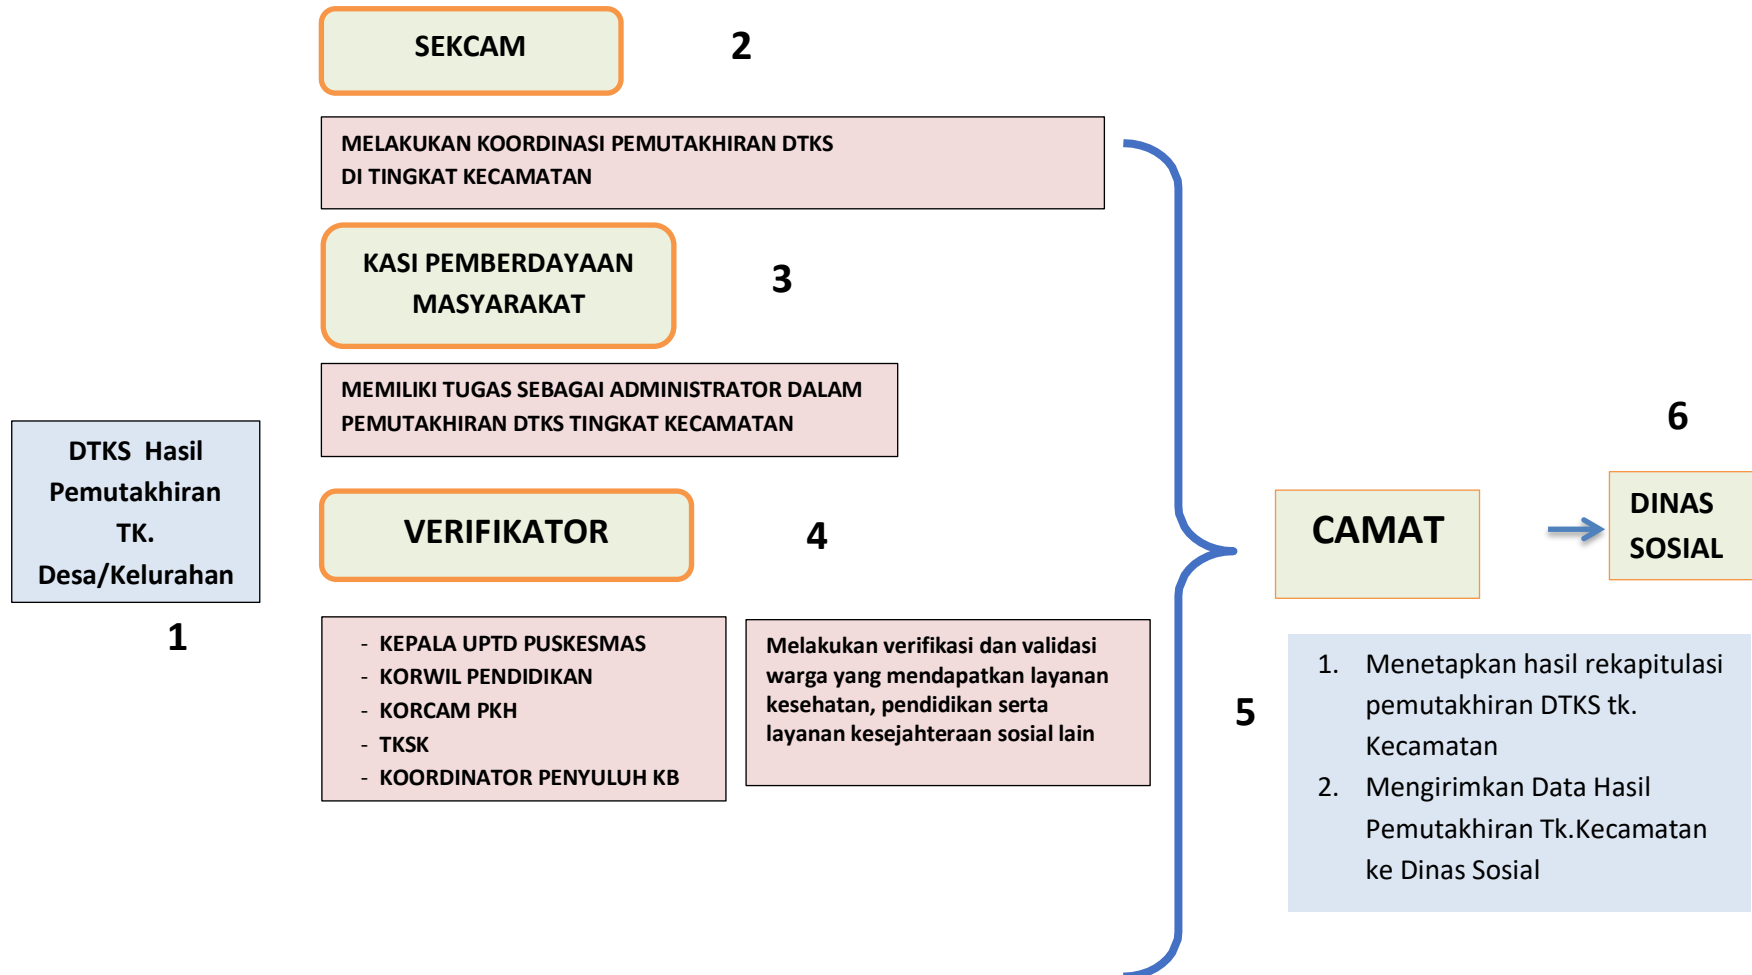 SEKCAM
2
MELAKUKAN KOORDINASI PEMUTAKHIRAN DTKS
DI TINGKAT KECAMATAN
KASI PEMBERDAYAAN
MASYARAKAT
3
MEMILIKI TUGAS SEBAGAI ADMINISTRATOR DALAM
PEMUTAKHIRAN DTKS TINGKAT KECAMATAN
DTKS Hasil
Pemutakhiran
TK.
Desa/Kelurahan
1
VERIFIKATOR
4
- KEPALA UPTD PUSKESMAS
- KORWIL PENDIDIKAN
- KORCAM PKH
- TKSK
- KOORDINATOR PENYULUH KB
Melakukan verifikasi dan validasi
warga yang mendapatkan layanan
kesehatan, pendidikan serta
layanan kesejahteraan sosial lain
CAMAT
5
1. Menetapkan hasil rekapitulasi
pemutakhiran DTKS tk.
Kecamatan
2. Mengirimkan Data Hasil
Pemutakhiran Tk.Kecamatan
ke Dinas Sosial
6
DINAS
SOSIAL